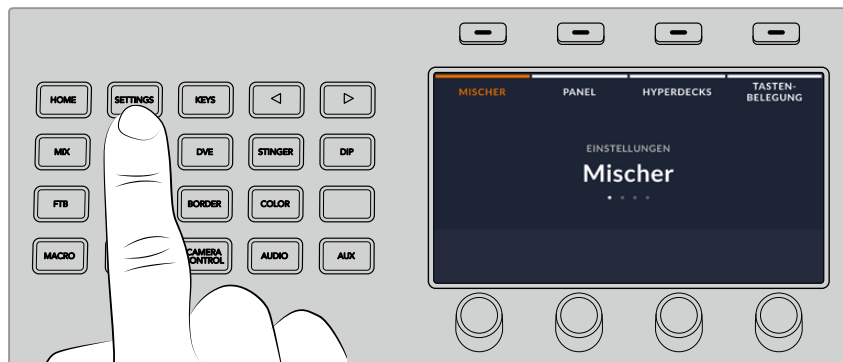 HOME
SETTINGS
KEYS
MIX
DVE
STINGER
DIP
FTB
BORDER
COLOR
MACRO
CAMERA
CONTROL
AUDIO
AUX
MISCHER
PANEL
HYPERDECKS
TASTEN-
BELEGUNG
EINSTELLUNGEN
Mischer